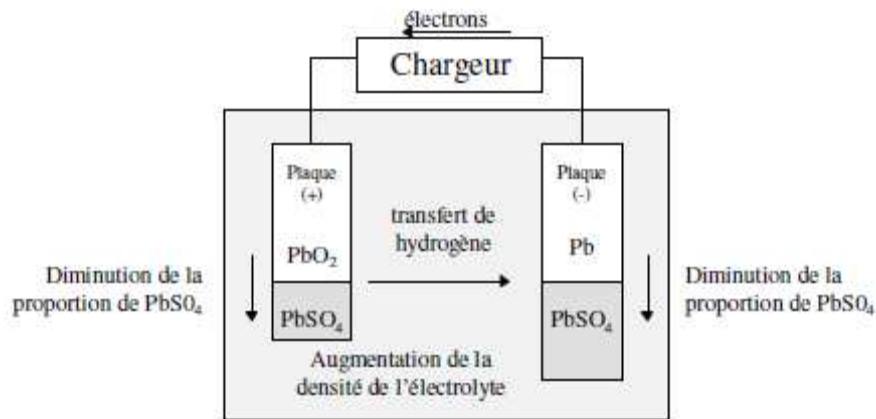 électrons
Chargeur
Plaque
(+)
PbO₂
PbSO₄
transfert de
hydrogène
Plaque
(-)
Pb
PbSO₄
Diminution de la
proportion de PbS0₄
Diminution de la
proportion de PbS0₄
Augmentation de la
densité de l'électrolyte